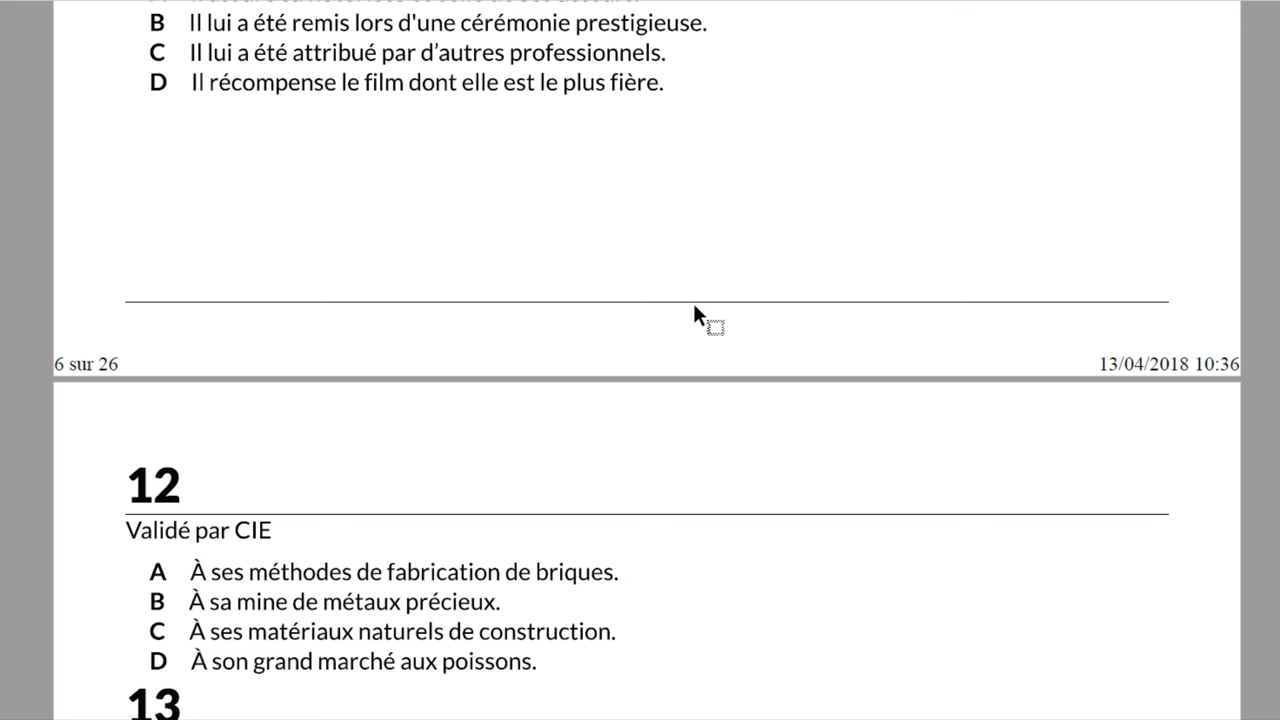 B Il lui a été remis lors d'une cérémonie prestigieuse.
C Il lui a été attribué par d’autres professionnels.
D Il récompense le film dont elle est le plus fière.
6 sur 26
13/04/2018 10:36
12
Validé par CIE
A À ses méthodes de fabrication de briques.
B À sa mine de métaux précieux.
C À ses matériaux naturels de construction.
D À son grand marché aux poissons.
13